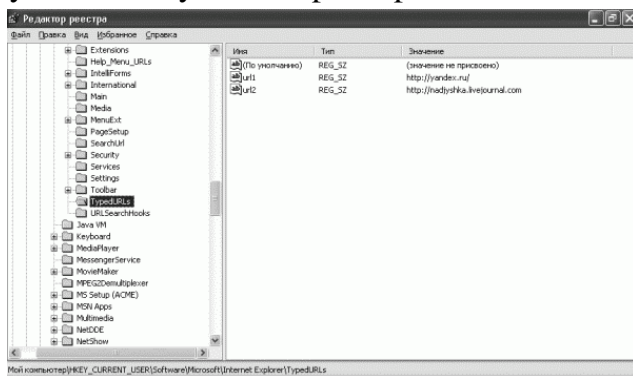 Редактор реестра
Файл Правка Вид Избранное Справка
Extensions
Help_Menu_URLs
IntelliForms
International
Main
Media
MenuExt
PageSetup
SearchUrl
Security
Services
Settings
Toolbar
TypedURLs
URLSearchHooks
Java VM
Keyboard
MediaPlayer
MessengerService
MovieMaker
MPEG2Demultiplexer
MS Setup (ACME)
MSN Apps
Multimedia
NetDDE
NetShow
Имя Тип Значение
(По умолчанию) REG_SZ (значение не присвоено)
url1 REG_SZ http://yandex.ru/
url2 REG_SZ http://nadjyshka.livejournal.com
Мой компьютер\HKEY_CURRENT_USER\Software\Microsoft\Internet Explorer\TypedURLs